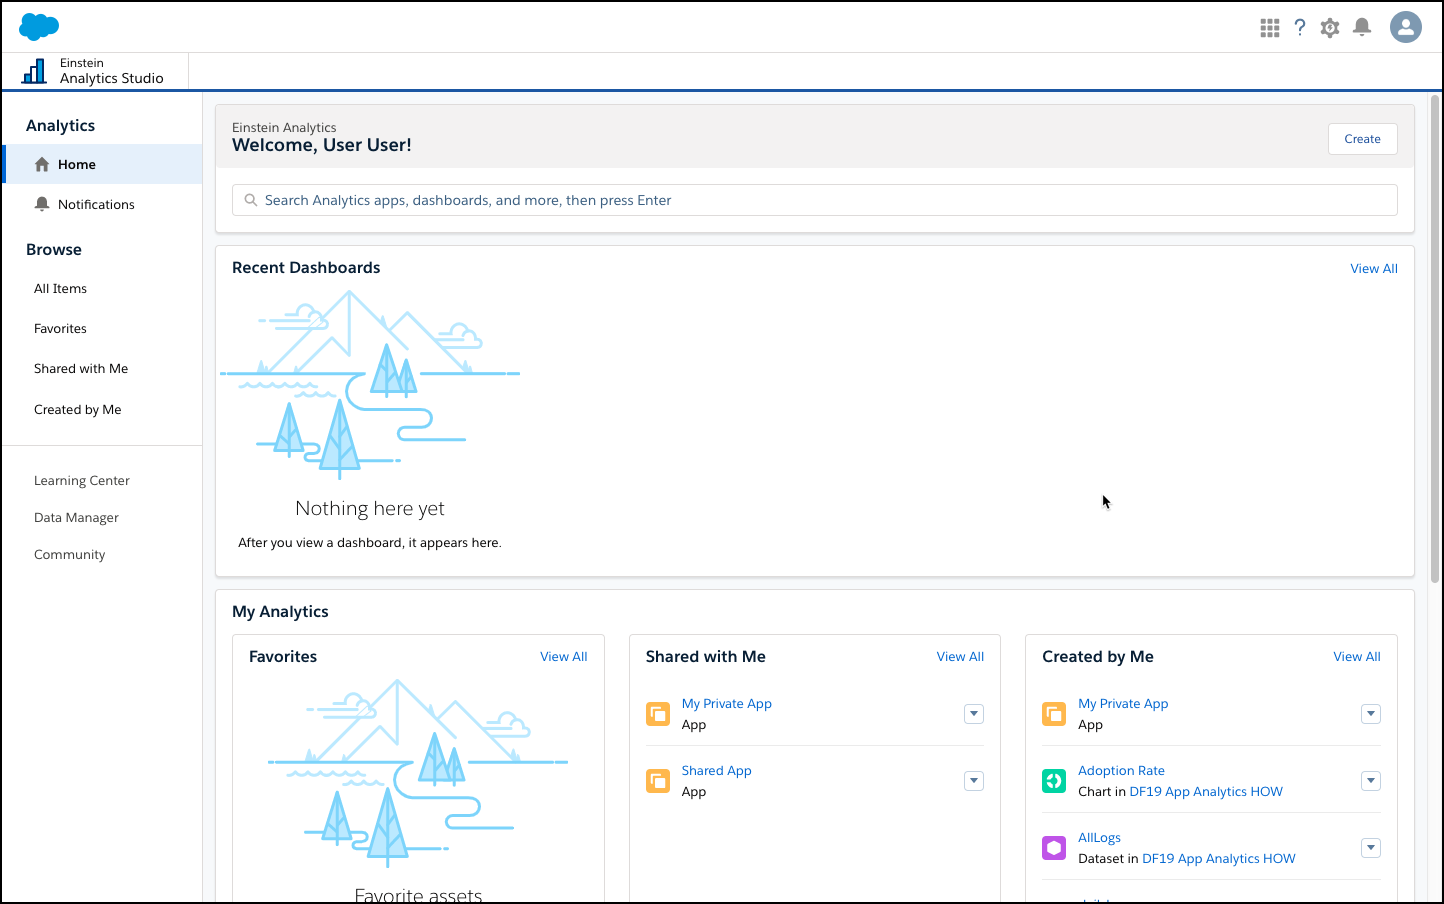 Einstein
Analytics Studio
Analytics
Home
Notifications
Browse
All Items
Favorites
Shared with Me
Created by Me
Learning Center
Data Manager
Community
Einstein Analytics
Welcome, User User!
Create
Search Analytics apps, dashboards, and more, then press Enter
Recent Dashboards
View All
Nothing here yet
After you view a dashboard, it appears here.
My Analytics
Favorites
View All
Favorite assets
Shared with Me
View All
My Private App
App
Shared App
App
Created by Me
View All
My Private App
App
Adoption Rate
Chart in DF19 App Analytics HOW
AllLogs
Dataset in DF19 App Analytics HOW